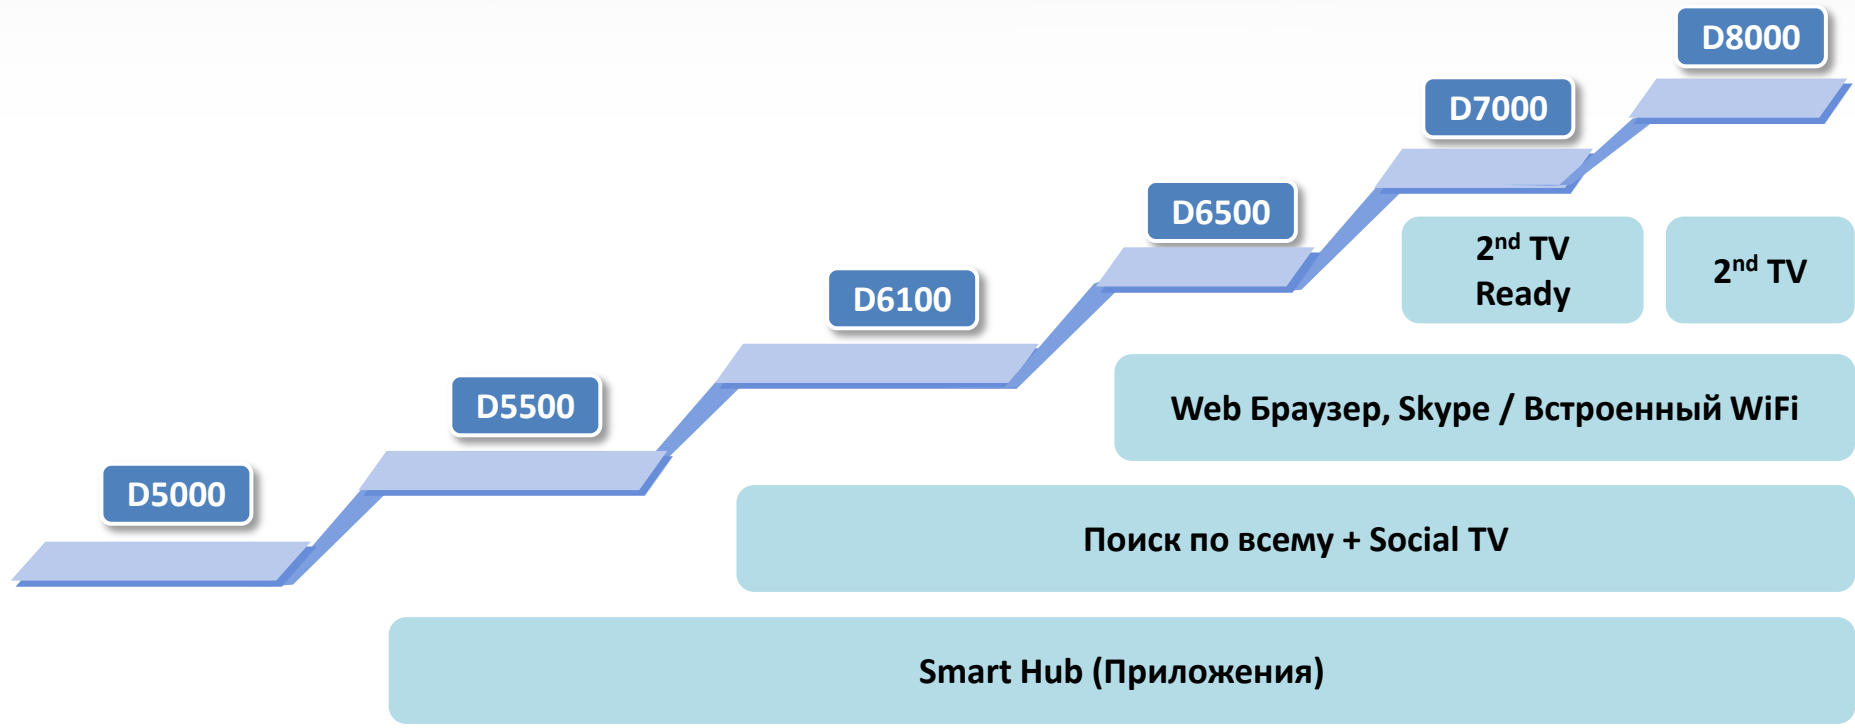 D8000
D7000
D6500
D6100
D5500
D5000
2nd TV
Ready
2nd TV
Web Браузер, Skype / Встроенный WiFi
Поиск по всему + Social TV
Smart Hub (Приложения)